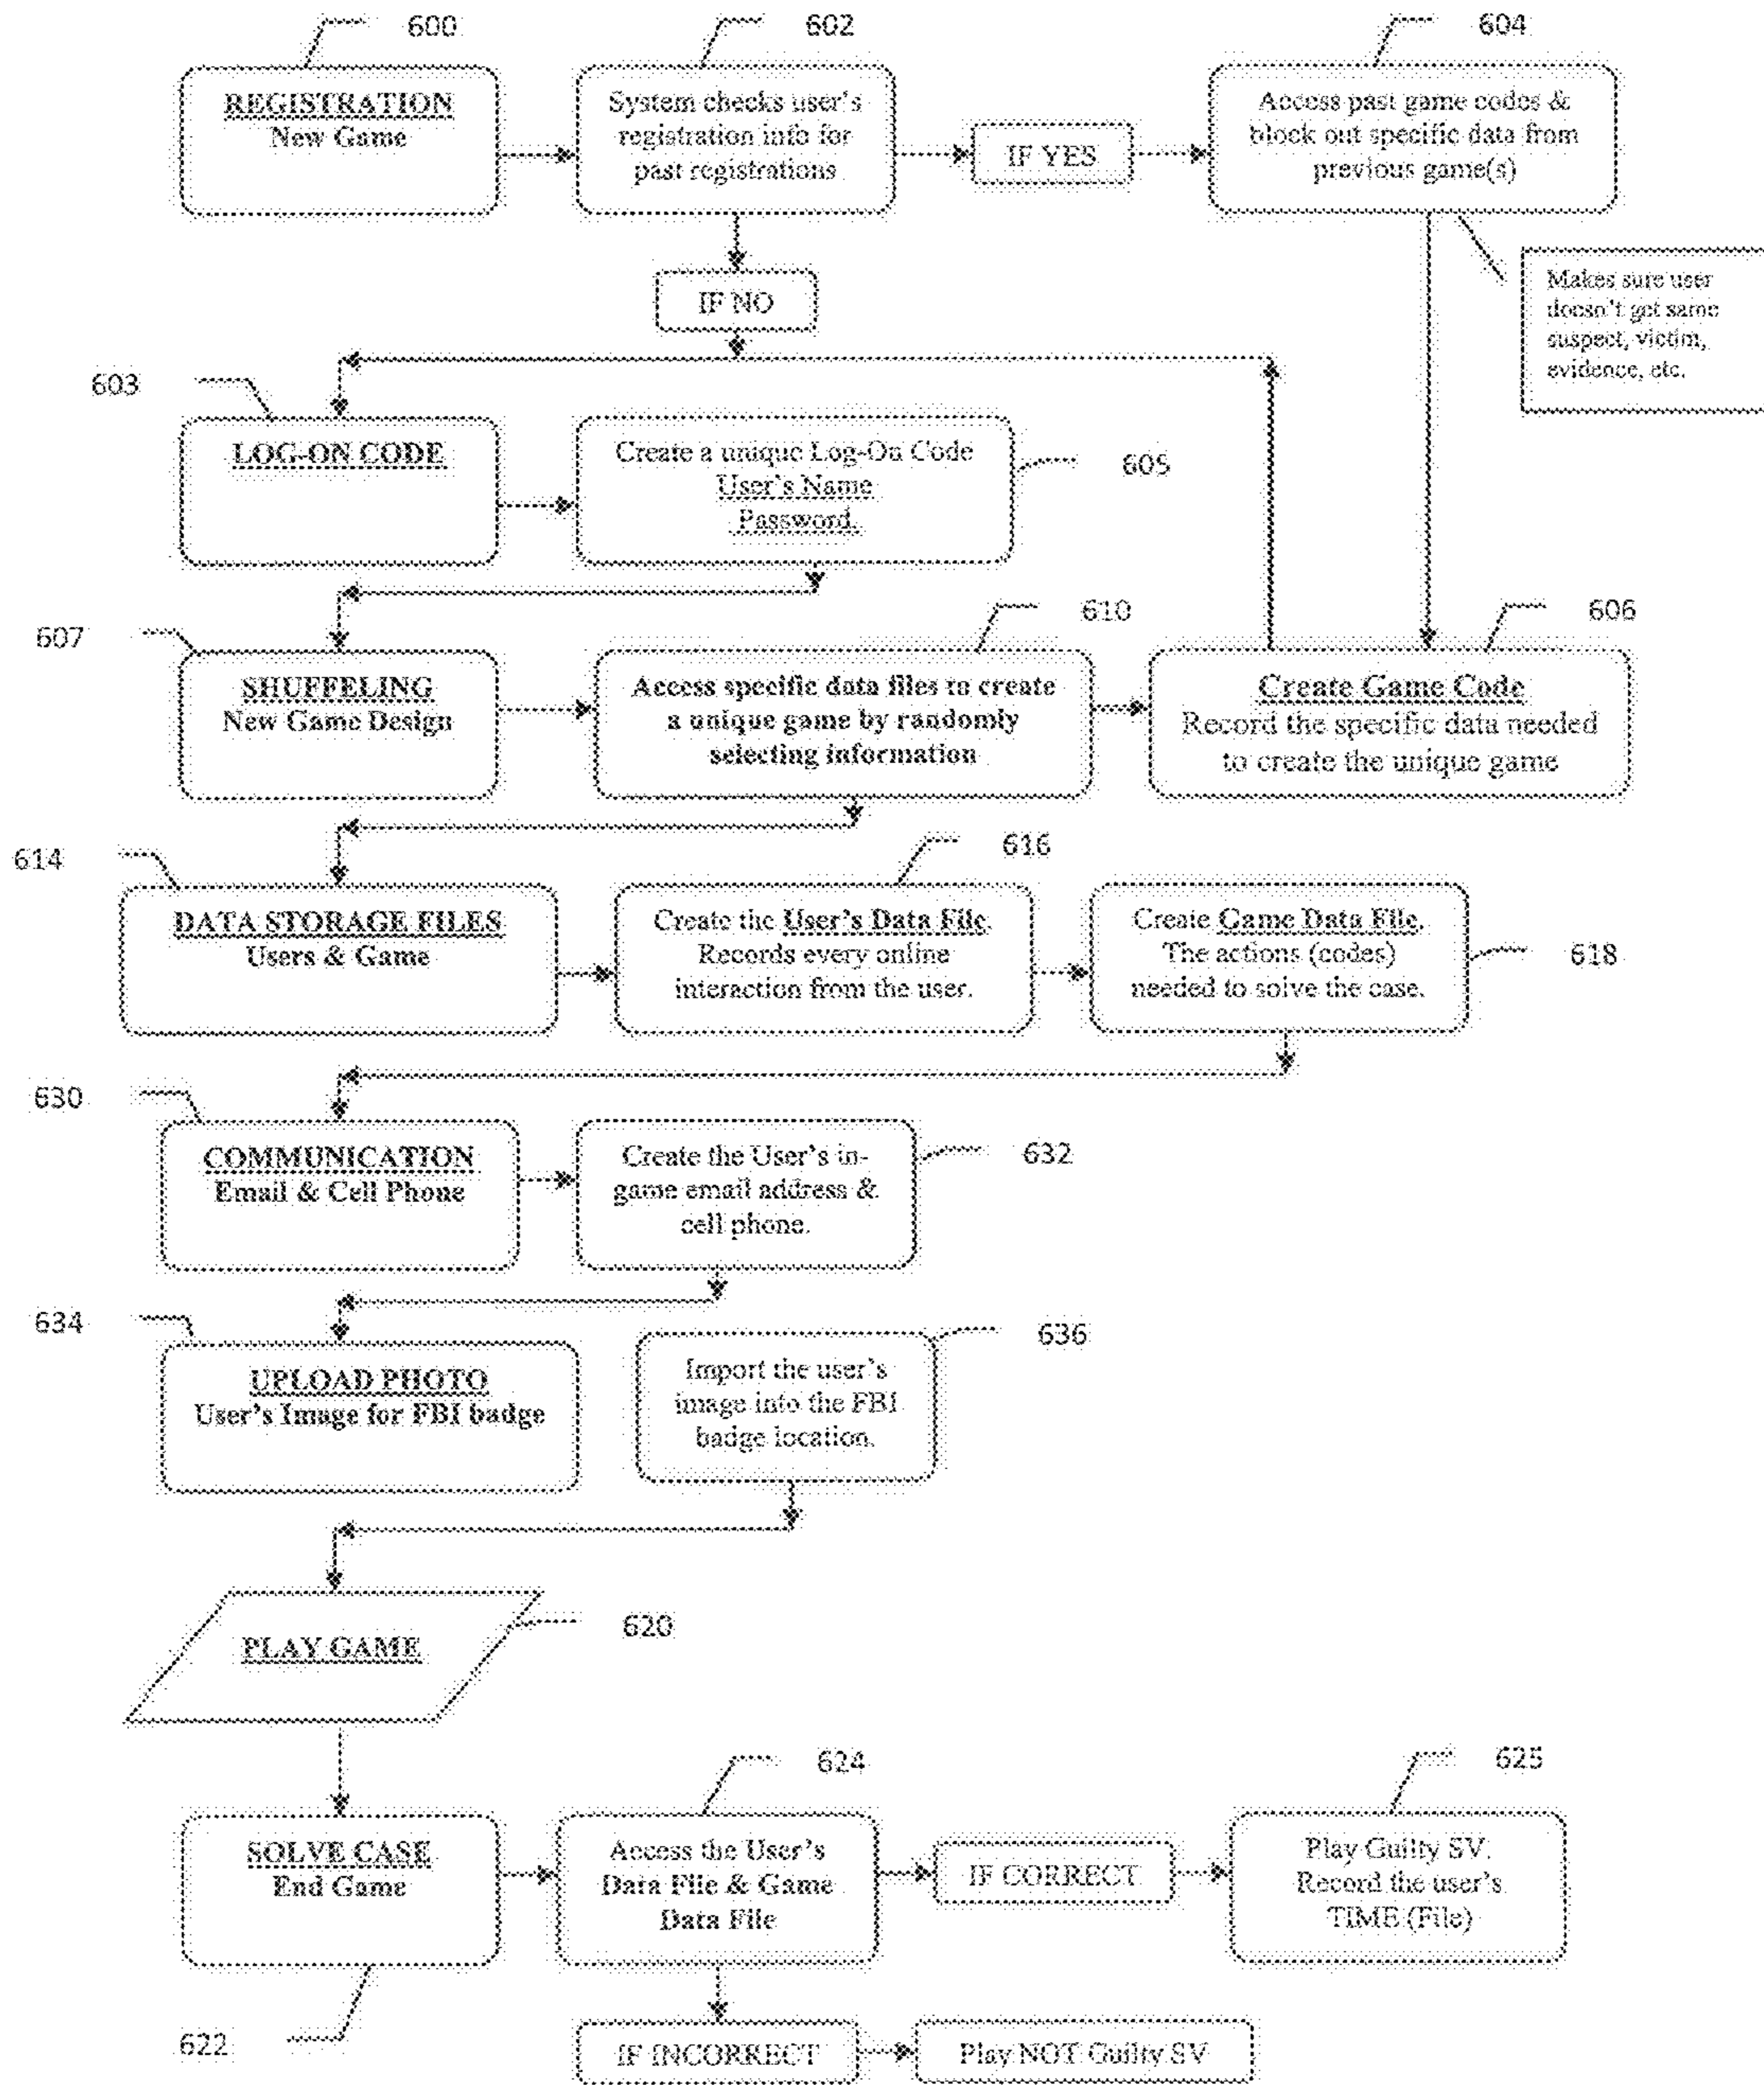 600
602
604
REGISTRATION
New Game
System checks user's
registration info for
past registrations
IF YES
Access past game codes &
block out specific data from
previous game(s)
IF NO
Makes sure user
doesn't get same
suspect, victim,
evidence, etc.
603
LOG-ON CODE
Create a unique Log-On Code
User's Name
Password.
605
607
610
606
SHUFFELING
New Game Design
Access specific data files to create
a unique game by randomly
selecting information
Create Game Code
Record the specific data needed
to create the unique game
614
616
DATA STORAGE FILES
Users & Game
Create the User's Data File.
Records every online
interaction from the user.
Create Game Data File.
The actions (codes)
needed to solve the case.
618
630
COMMUNICATION
Email & Cell Phone
Create the User's in-
game email address &
cell phone.
632
634
636
UPLOAD PHOTO
User's Image for FBI badge
Import the user's
image into the FBI
badge location.
PLAY GAME
620
624
625
SOLVE CASE
End Game
Access the User's
Data File & Game
Data File
IF CORRECT
Play Guilty SV.
Record the user's
TIME (File)
622
IF INCORRECT
Play NOT Guilty SV